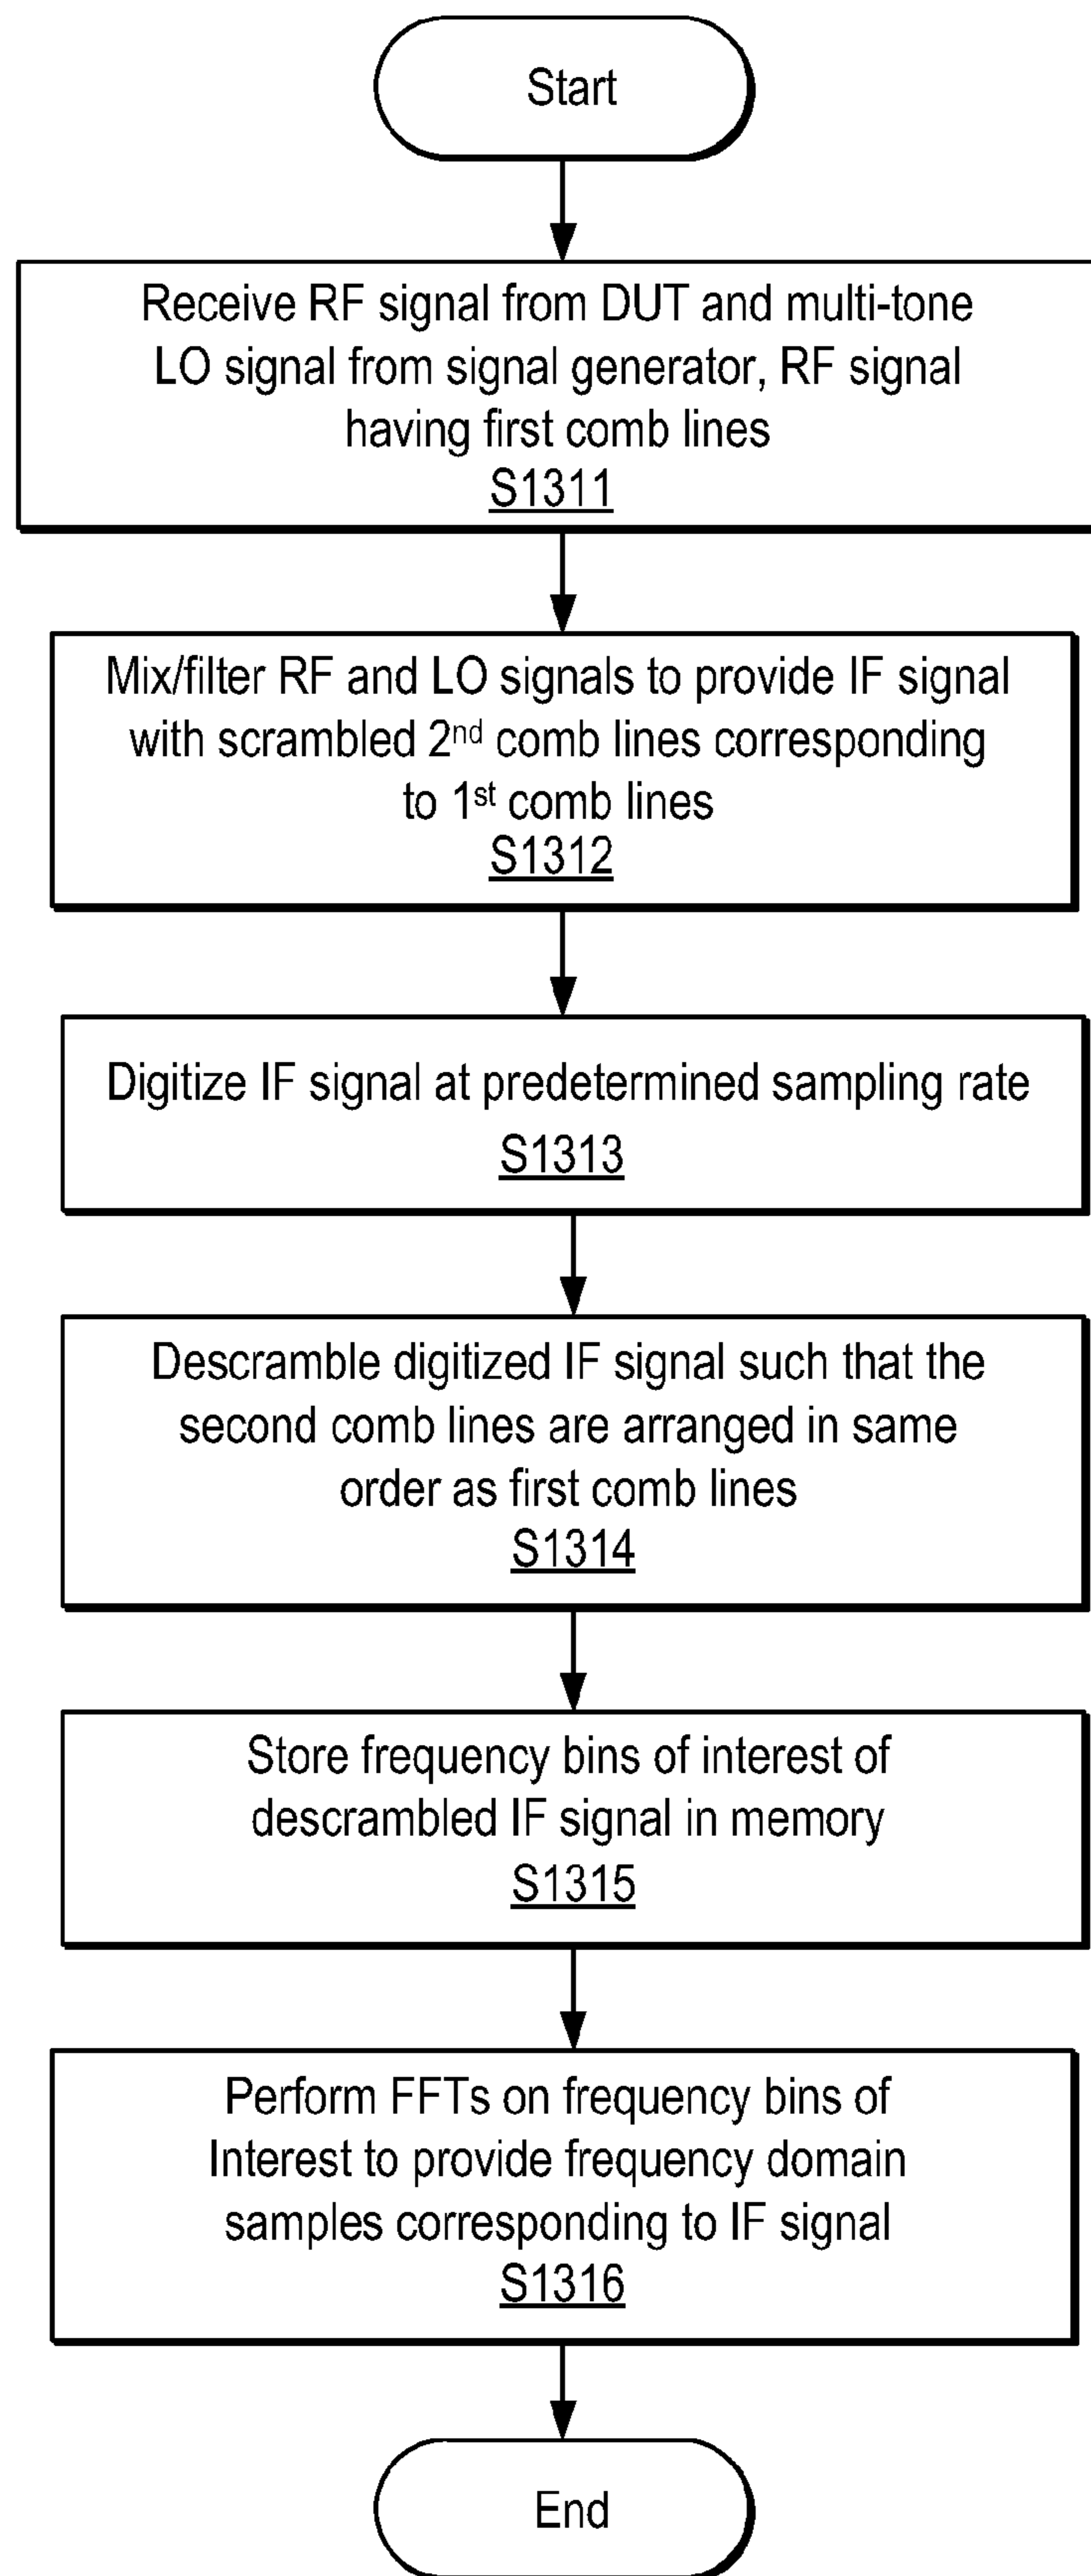 Start
Receive RF signal from DUT and multi-tone
LO signal from signal generator, RF signal
having first comb lines
S1311
Mix/filter RF and LO signals to provide IF signal
with scrambled 2nd comb lines corresponding
to 1st comb lines
S1312
Digitize IF signal at predetermined sampling rate
S1313
Descramble digitized IF signal such that the
second comb lines are arranged in same
order as first comb lines
S1314
Store frequency bins of interest of
descrambled IF signal in memory
S1315
Perform FFTs on frequency bins of
Interest to provide frequency domain
samples corresponding to IF signal
S1316
End